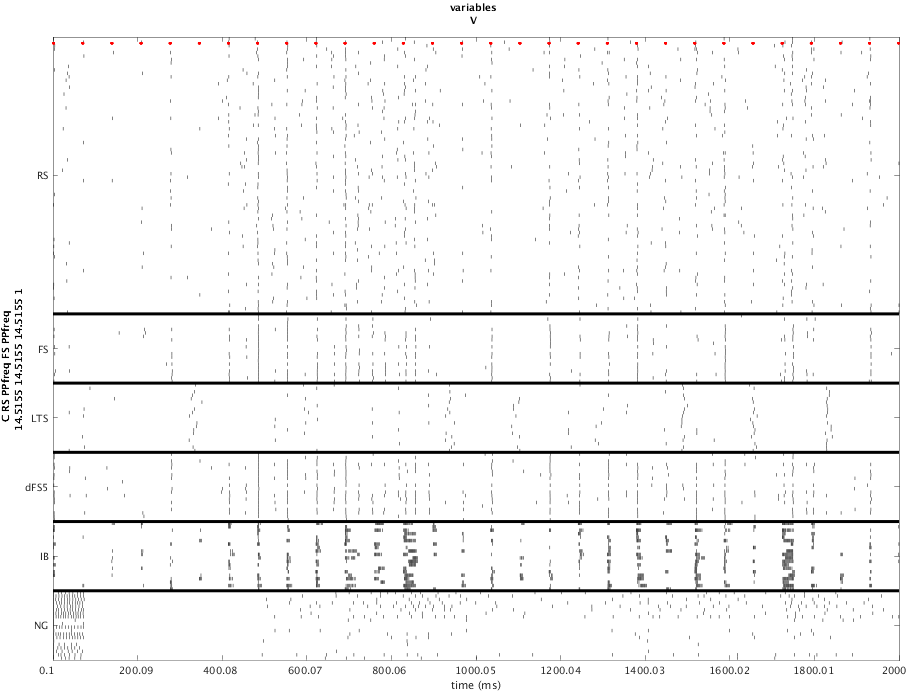 variables
V
C RS PPfreq FS PPfreq
14.5155 14.5155 14.5155 1
RS
FS
LTS
dFS5
IB
NG
0.1 200.09 400.08 600.07 800.06 1000.05 1200.04 1400.03 1600.02 1800.01 2000
time (ms)